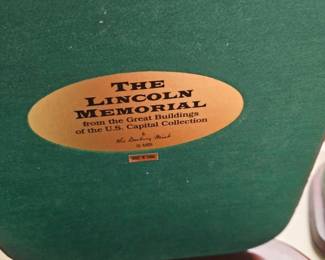 THE
LINCOLN
MEMORIAL
from the Great Buildings
of the U.S. Capital Collection
The Danbury Mint